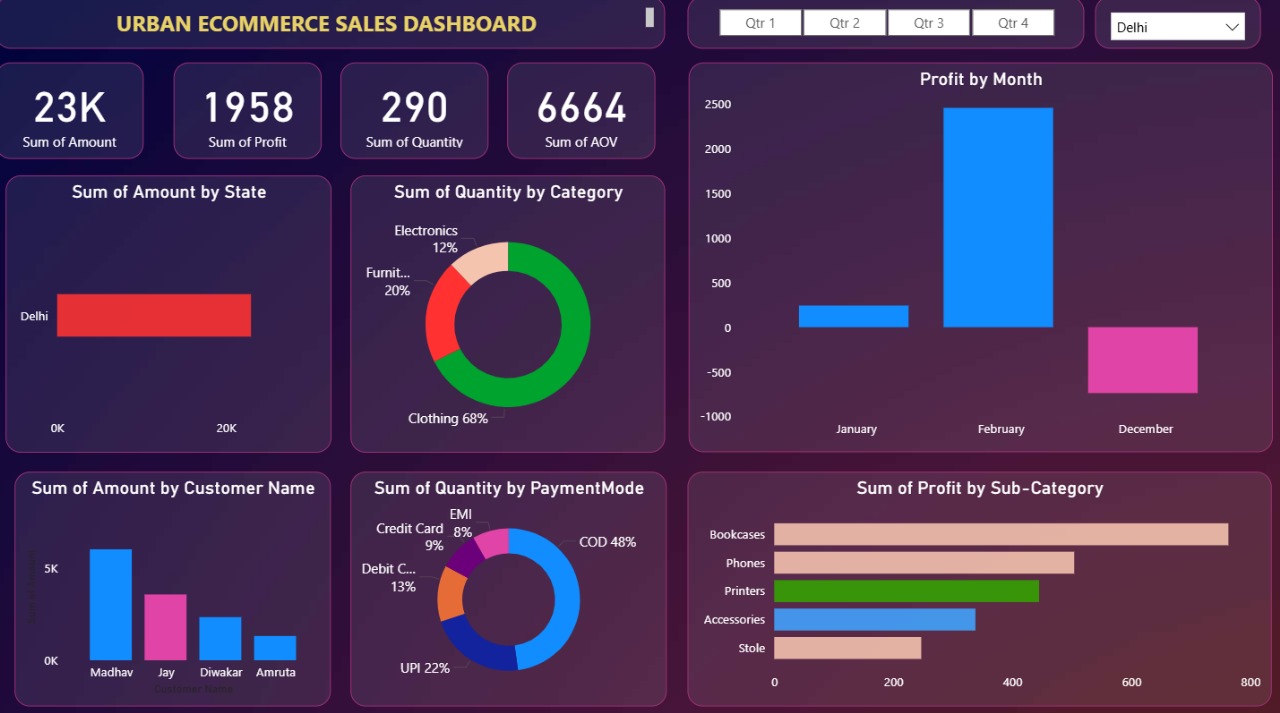 URBAN ECOMMERCE SALES DASHBOARD
Qtr 1
Qtr 2
Qtr 3
Qtr 4
Delhi
23K
Sum of Amount
1958
Sum of Profit
290
Sum of Quantity
6664
Sum of AOV
Profit by Month
2500
2000
1500
1000
500
0
-500
-1000
January
February
December
Sum of Amount by State
Delhi
0K
20K
Sum of Quantity by Category
Electronics
12%
Furnit...
20%
Clothing 68%
Sum of Amount by Customer Name
5K
0K
Madhav
Jay
Diwakar
Amruta
Customer Name
Sum of Quantity by PaymentMode
EMI
8%
Credit Card
9%
Debit C...
13%
UPI 22%
COD 48%
Sum of Profit by Sub-Category
Bookcases
Phones
Printers
Accessories
Stole
0
200
400
600
800